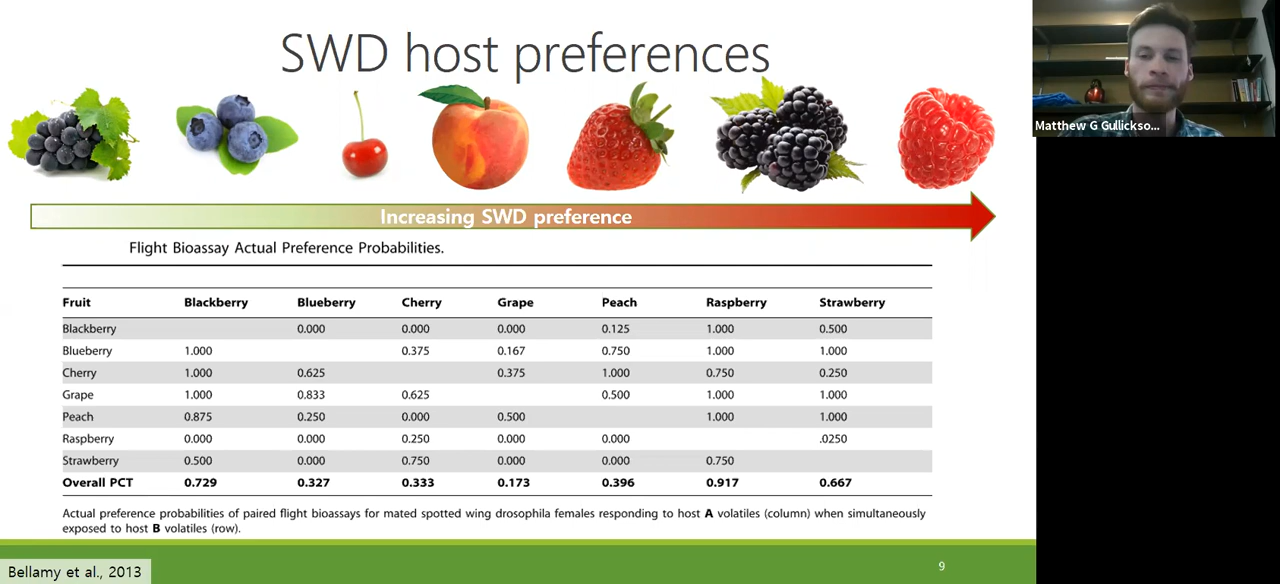 SWD host preferences
Matthew G Gullickso...
Increasing SWD preference
Flight Bioassay Actual Preference Probabilities.
Fruit Blackberry Blueberry Cherry Grape Peach Raspberry Strawberry
Blackberry 0.000 0.000 0.000 0.125 1.000 0.500
Blueberry 1.000 0.375 0.167 0.750 1.000 1.000
Cherry 1.000 0.625 0.375 1.000 0.750 0.250
Grape 1.000 0.833 0.625 0.500 1.000 1.000
Peach 0.875 0.250 0.000 0.500 1.000 1.000
Raspberry 0.000 0.000 0.250 0.000 0.000 .0250
Strawberry 0.500 0.000 0.750 0.000 0.000 0.750
Overall PCT 0.729 0.327 0.333 0.173 0.396 0.917 0.667
Actual preference probabilities of paired flight bioassays for mated spotted wing drosophila females responding to host A volatiles (column) when simultaneously
exposed to host B volatiles (row).
Bellamy et al., 2013
9